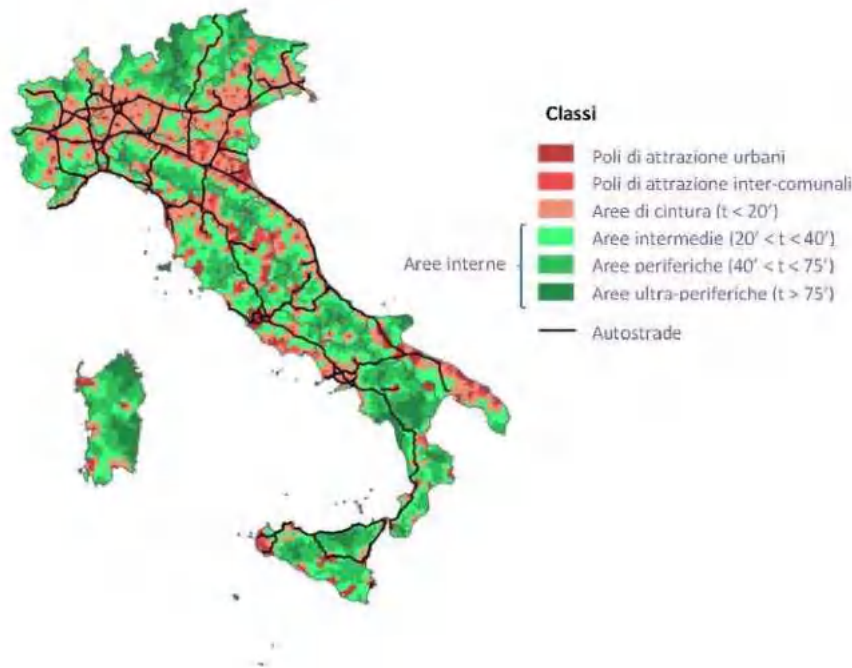 Classi
Poli di attrazione urbani
Poli di attrazione inter-comunali
Aree di cintura (t < 20')
Aree interne
Aree intermedie (20' < t < 40')
Aree periferiche (40' < t < 75')
Aree ultra-periferiche (t > 75')
Autostrade